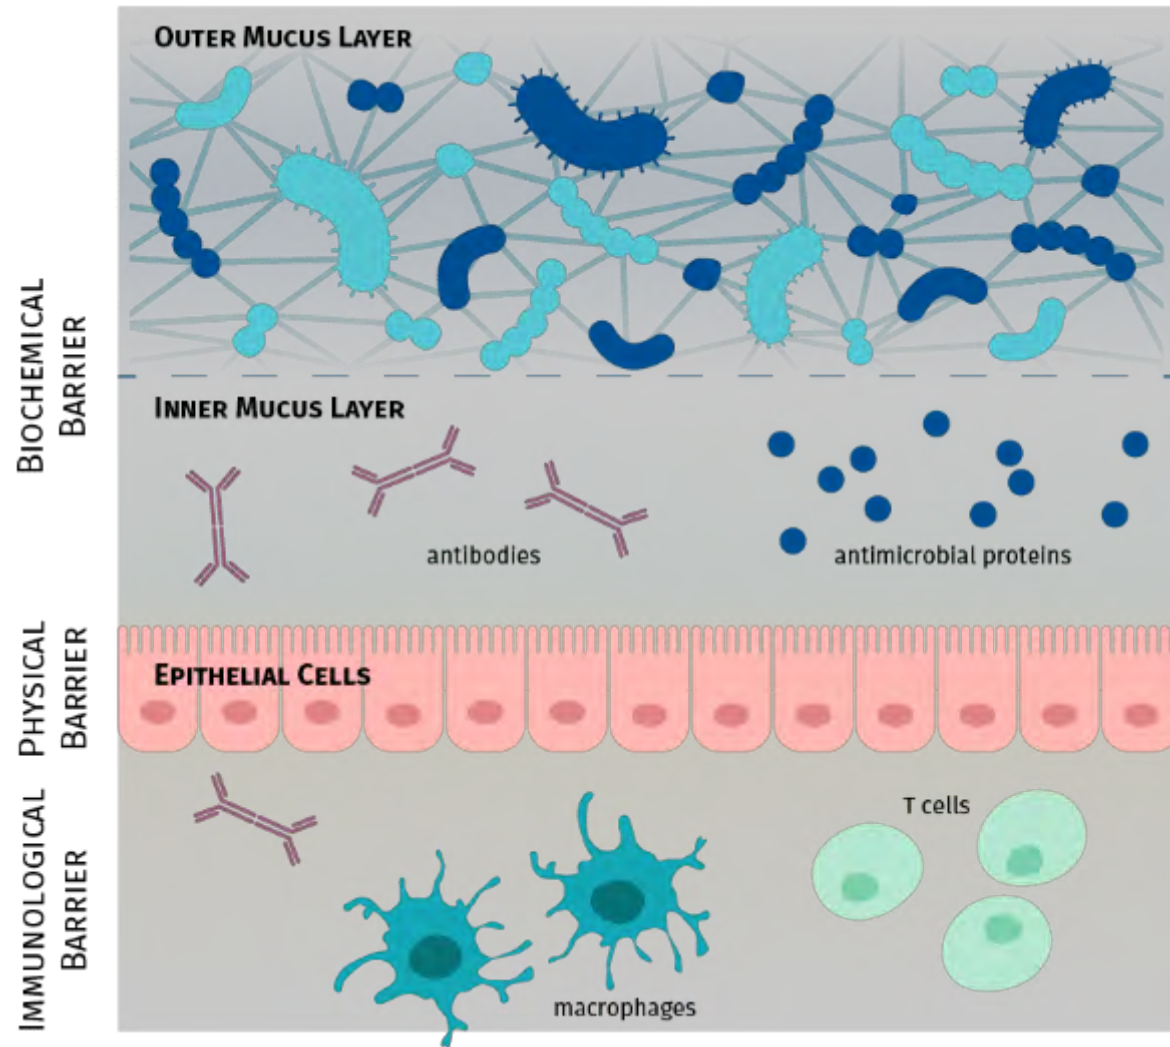 OUTER MUCUS LAYER
BIOCHEMICAL
BARRIER
INNER MUCUS LAYER
antibodies
antimicrobial proteins
PHYSICAL
BARRIER
EPITHELIAL CELLS
IMMUNOLOGICAL
BARRIER
T cells
macrophages